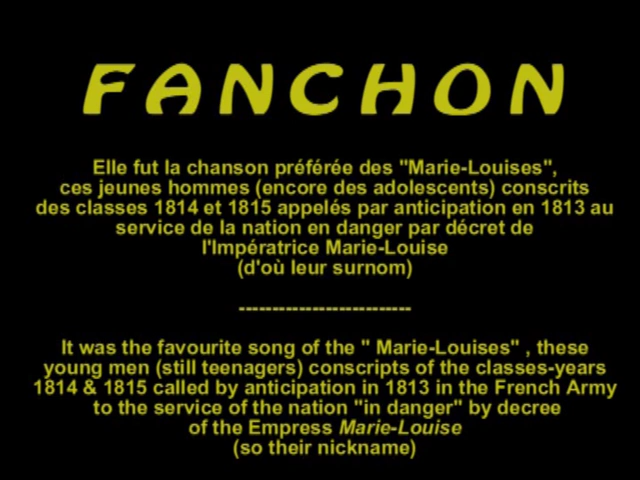 FANCHON
Elle fut la chanson préférée des "Marie-Louises",
ces jeunes hommes (encore des adolescents) conscrits
des classes 1814 et 1815 appelés par anticipation en 1813 au
service de la nation en danger par décret de
l'Impératrice Marie-Louise
(d'où leur surnom)
--------------------------
It was the favourite song of the " Marie-Louises" , these
young men (still teenagers) conscripts of the classes-years
1814 & 1815 called by anticipation in 1813 in the French Army
to the service of the nation "in danger" by decree
of the Empress Marie-Louise
(so their nickname)